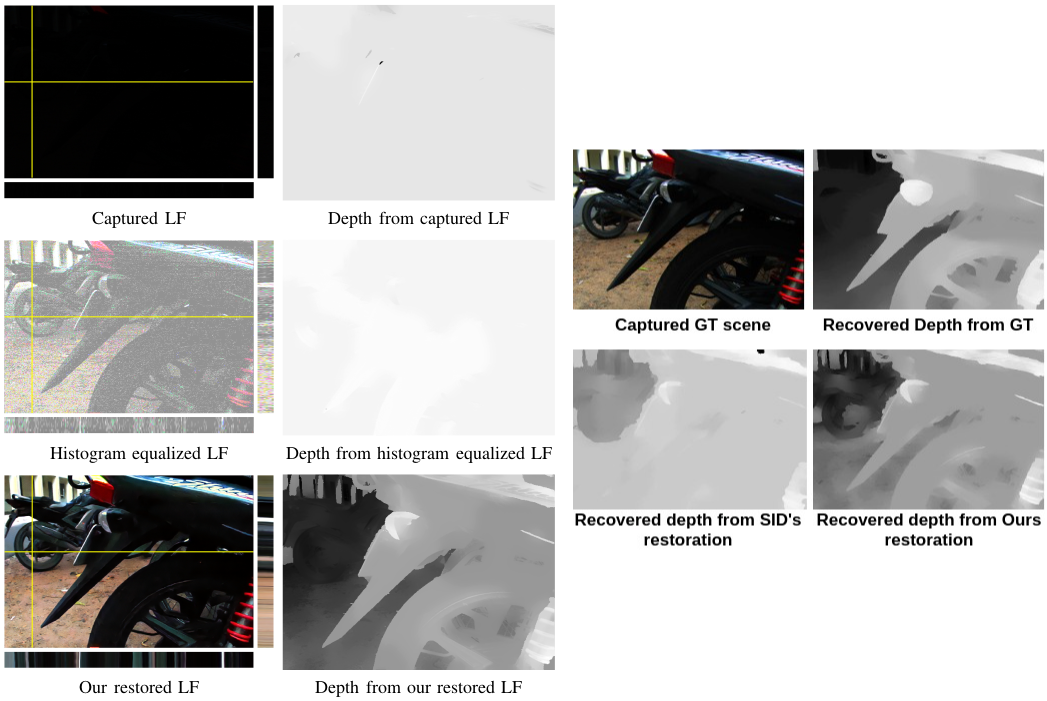 Captured LF
Depth from captured LF
Histogram equalized LF
Depth from histogram equalized LF
Our restored LF
Depth from our restored LF
Captured GT scene
Recovered Depth from GT
Recovered depth from SID's
restoration
Recovered depth from Ours
restoration